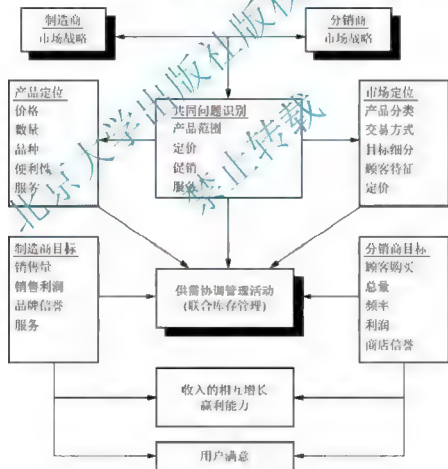 制造商
市场战略
分销商
市场战略
产品定位
价格
数量
品种
便利性
服务
共同问题识别
产品范围
定价
促销
服务
市场定位
产品分类
交易方式
目标细分
顾客特征
定价
制造商目标
销售量
销售利润
品牌信誉
服务
供需协调管理活动
(联合库存管理)
分销商目标
顾客购买
总量
频率
利润
商店信誉
收入的相互增长
赢利能力
用户满意
北京大学出版社版权
禁止转载